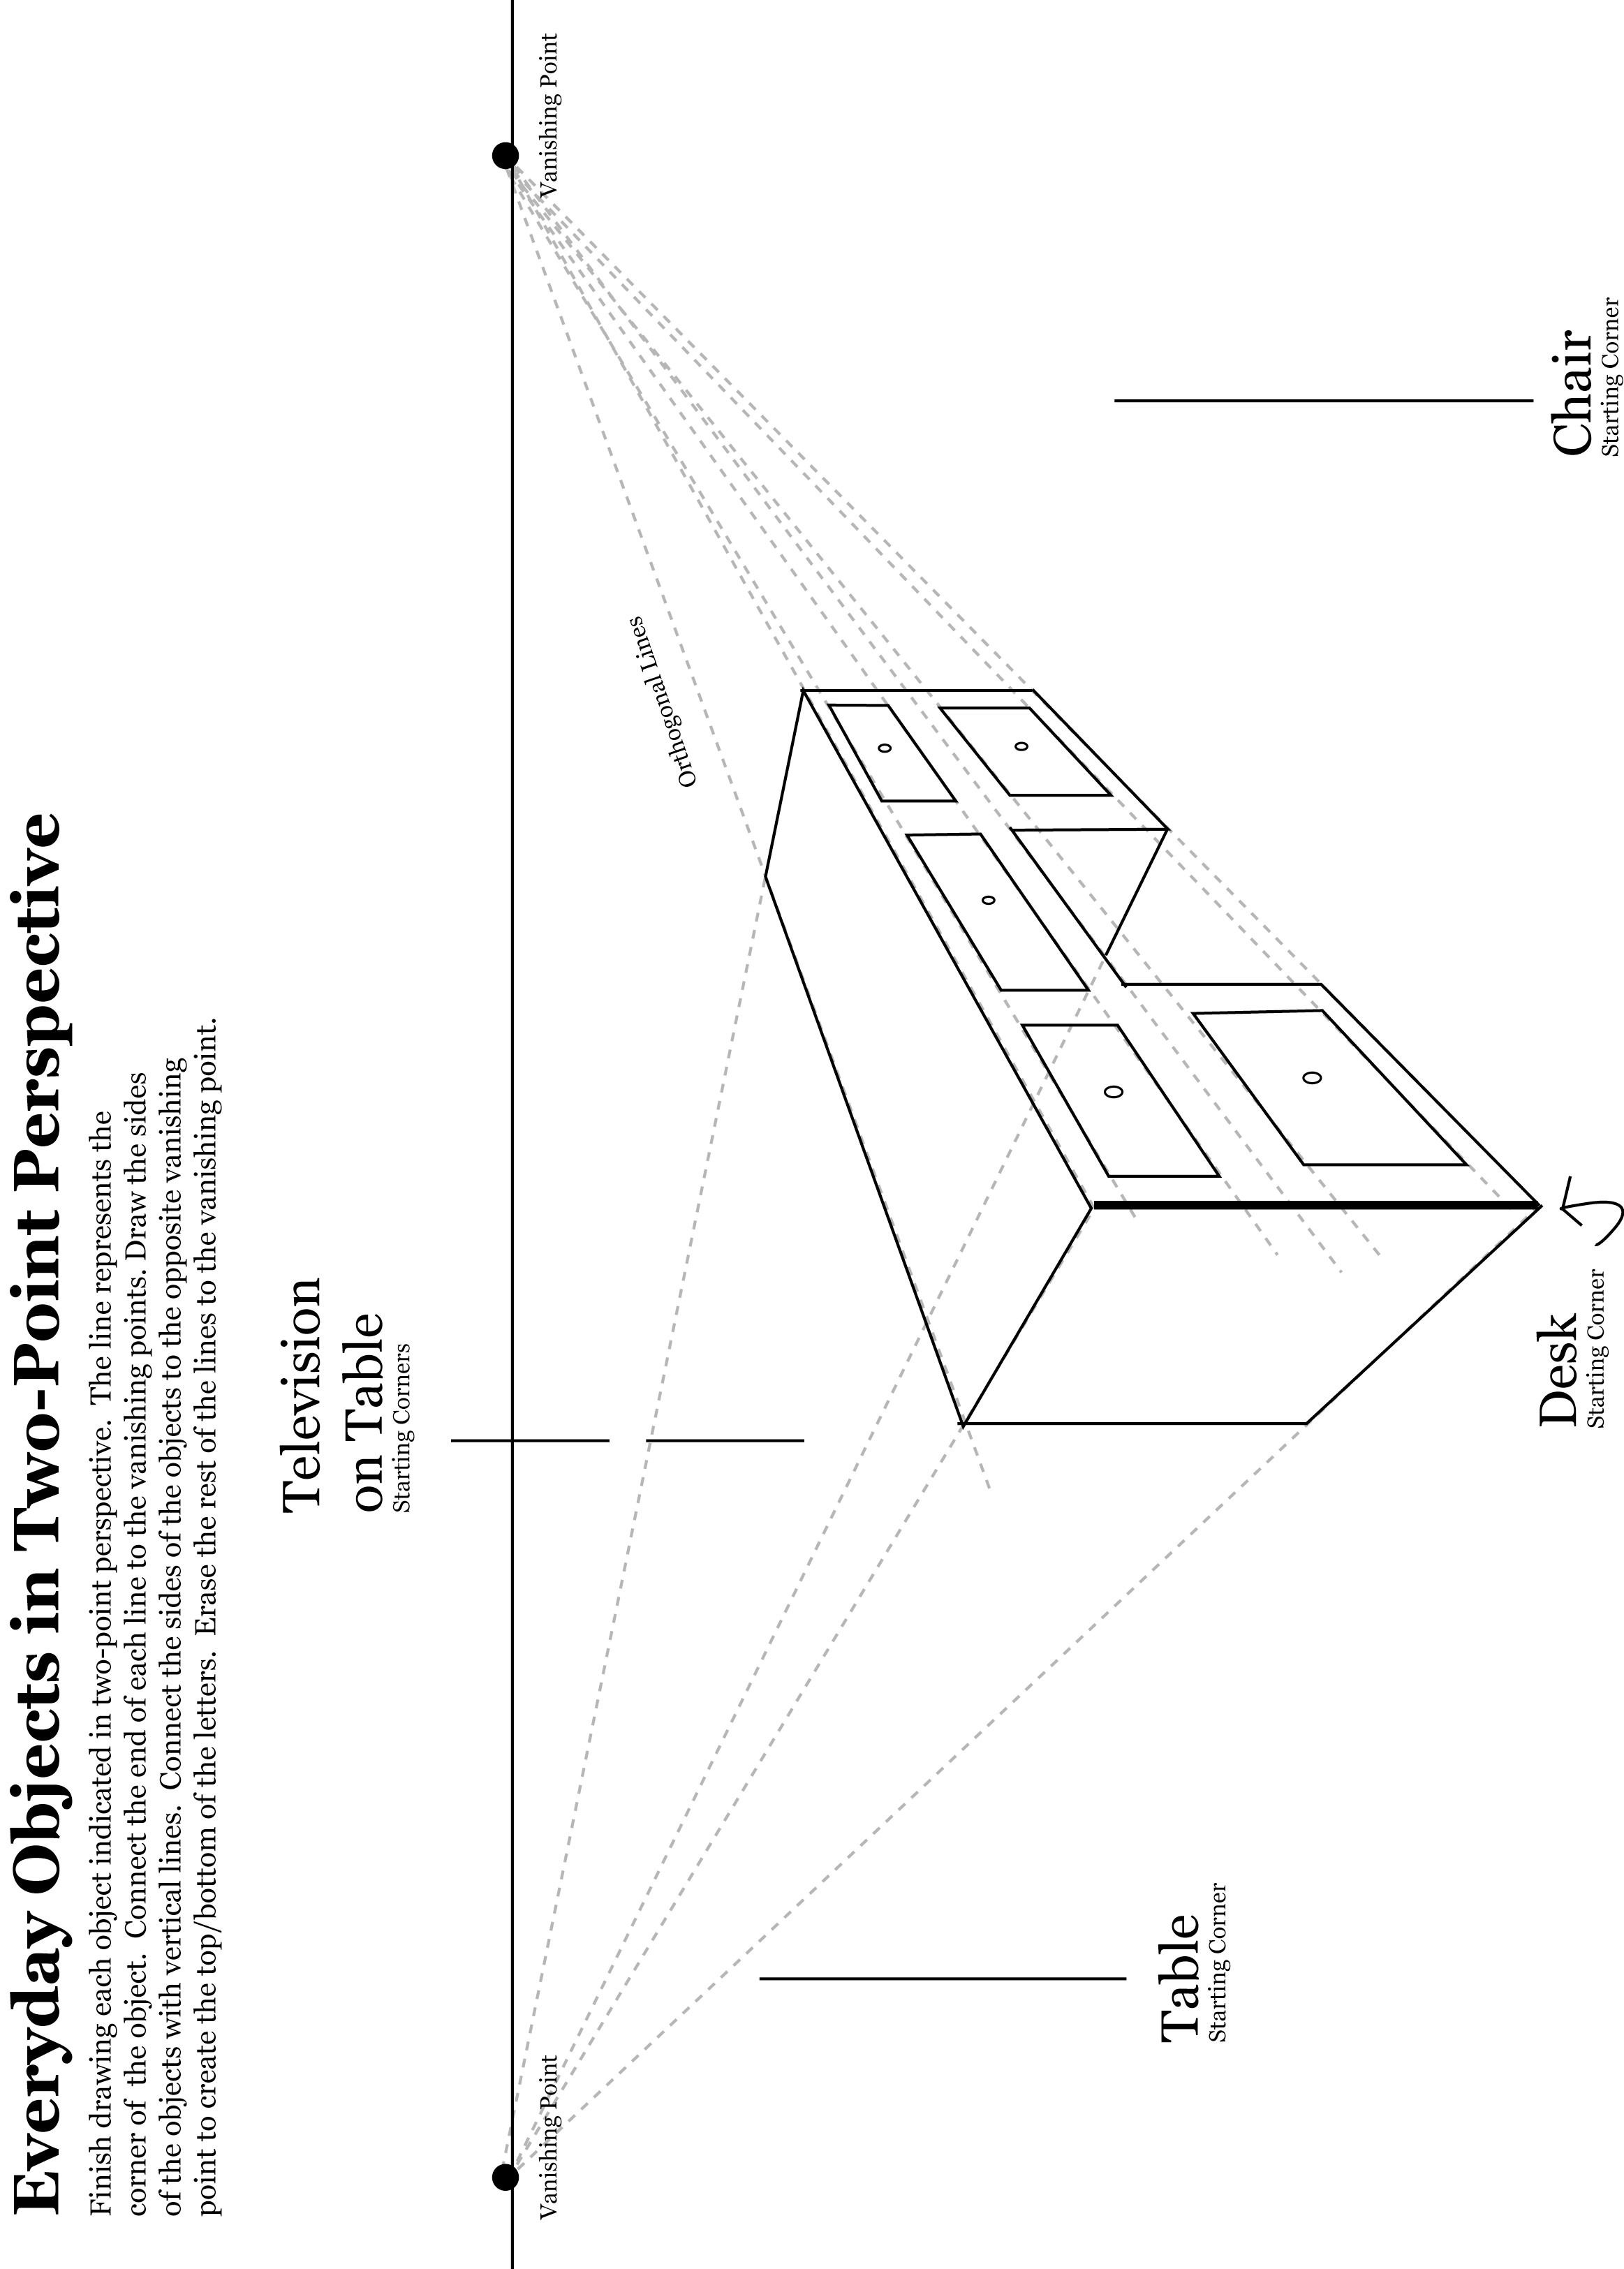 Everyday Objects in Two-Point Perspective
Finish drawing each object indicated in two-point perspective.  The line represents the
corner of  the object.  Connect the end of each line to the vanishing points. Draw the sides
of the objects with vertical lines.  Connect the sides of the objects to the opposite vanishing
point to create the top/bottom of the letters.  Erase the rest of the lines to the vanishing point.
Television
on Table
Starting Corners
Vanishing Point
Vanishing Point
Orthogonal Lines
Table
Starting Corner
Desk
Starting Corner
Chair
Starting Corner